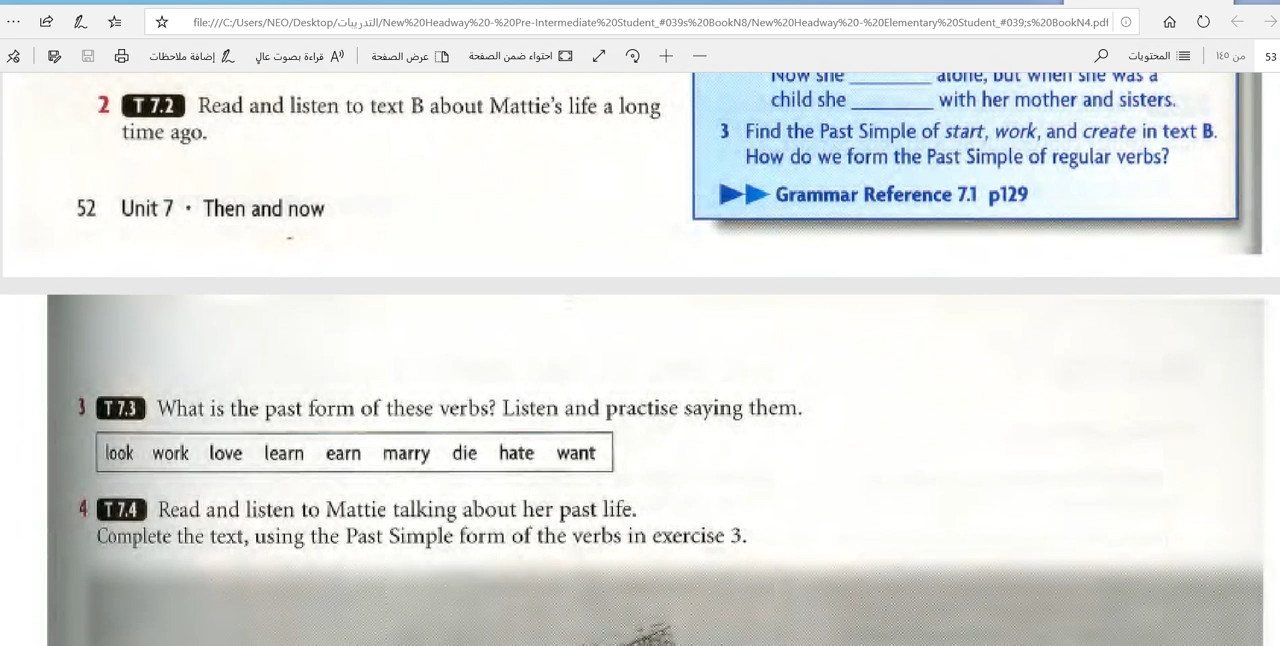 file:///C:/Users/NEO/Desktop/التدريبات/New%20Headway%20-%20Pre-Intermediate%20Student_#039s%20BookN8/New%20Headway%20-%20Elementary%20Student_#039;s%20BookN4.pdf
53 من ١٤٥ المحتويات احتواء ضمن الصفحة عرض الصفحة قراءة بصوت عالٍ إضافة ملاحظات
2 T 7.2 Read and listen to text B about Mattie's life a long
time ago.
52 Unit 7 · Then and now
Now she ________ alone, but when she was a
child she ________ with her mother and sisters.
3 Find the Past Simple of start, work, and create in text B.
How do we form the Past Simple of regular verbs?
Grammar Reference 7.1 p129
3 T 7.3 What is the past form of these verbs? Listen and practise saying them.
look work love learn earn marry die hate want
4 T 7.4 Read and listen to Mattie talking about her past life.
Complete the text, using the Past Simple form of the verbs in exercise 3.